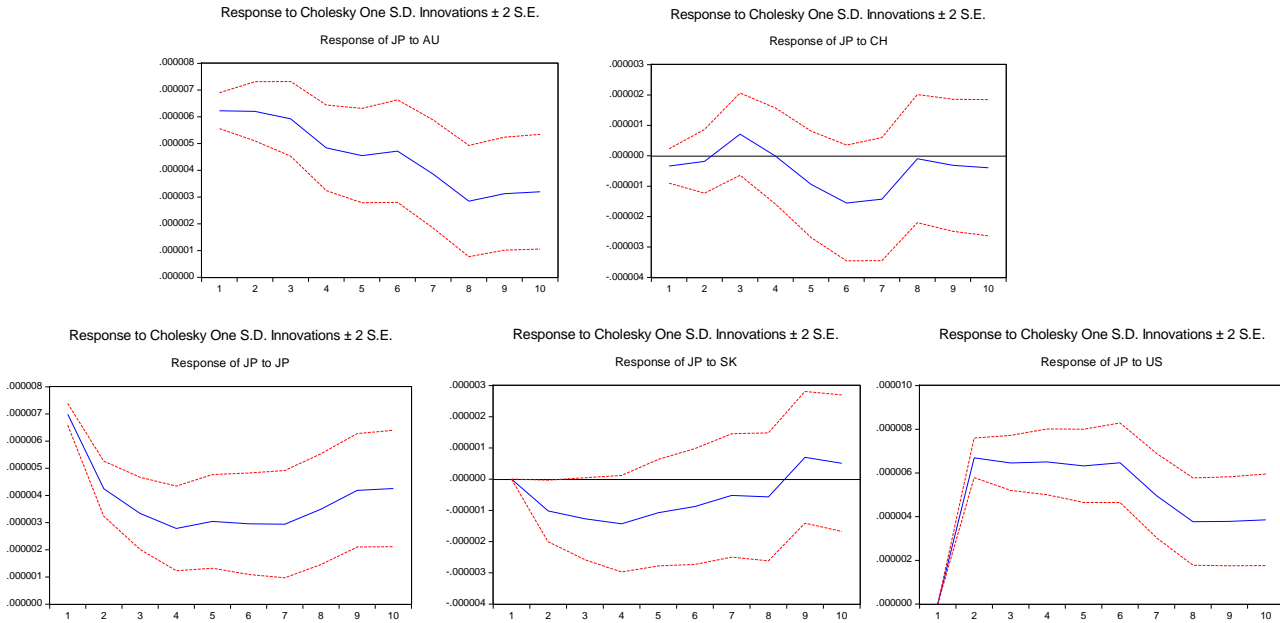 Response to Cholesky One S.D. Innovations ± 2 S.E.
Response of JP to AU
.000008
.000007
.000006
.000005
.000004
.000003
.000002
.000001
.000000
1 2 3 4 5 6 7 8 9 10
Response to Cholesky One S.D. Innovations ± 2 S.E.
Response of JP to CH
.000003
.000002
.000001
.000000
-.000001
-.000002
-.000003
-.000004
1 2 3 4 5 6 7 8 9 10
Response to Cholesky One S.D. Innovations ± 2 S.E.
Response of JP to JP
.000008
.000007
.000006
.000005
.000004
.000003
.000002
.000001
.000000
1 2 3 4 5 6 7 8 9 10
Response to Cholesky One S.D. Innovations ± 2 S.E.
Response of JP to SK
.000003
.000002
.000001
.000000
-.000001
-.000002
-.000003
-.000004
1 2 3 4 5 6 7 8 9 10
Response to Cholesky One S.D. Innovations ± 2 S.E.
Response of JP to US
.000010
.000008
.000006
.000004
.000002
.000000
1 2 3 4 5 6 7 8 9 10